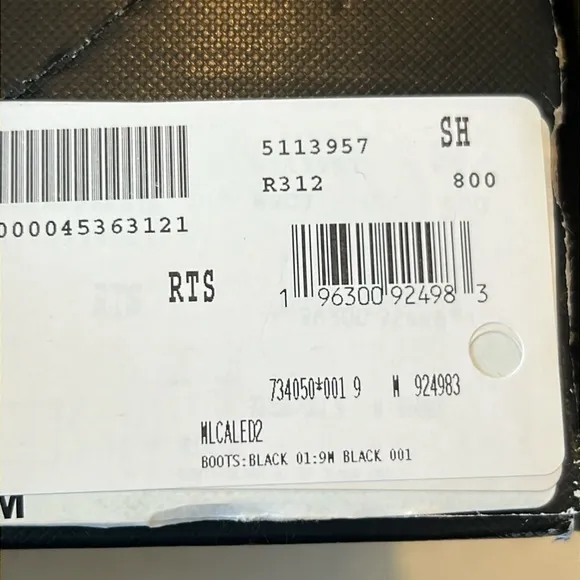 5113957 SH
R312 800
000045363121
RTS
1 96300 92498 3
734050*001 9 M 924983
MLCALED2
BOOTS:BLACK 01:9M BLACK 001
M